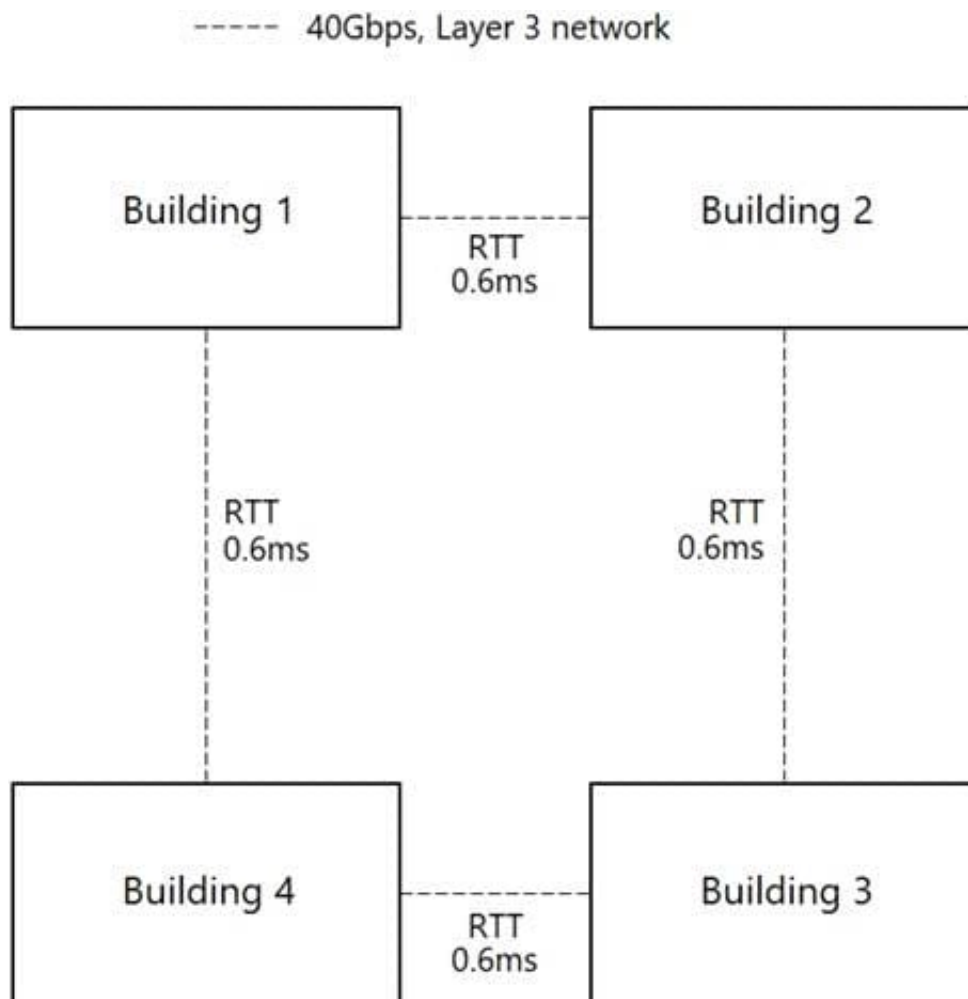 40Gbps, Layer 3 network
Building 1
Building 2
RTT
0.6ms
RTT
0.6ms
RTT
0.6ms
Building 4
Building 3
RTT
0.6ms